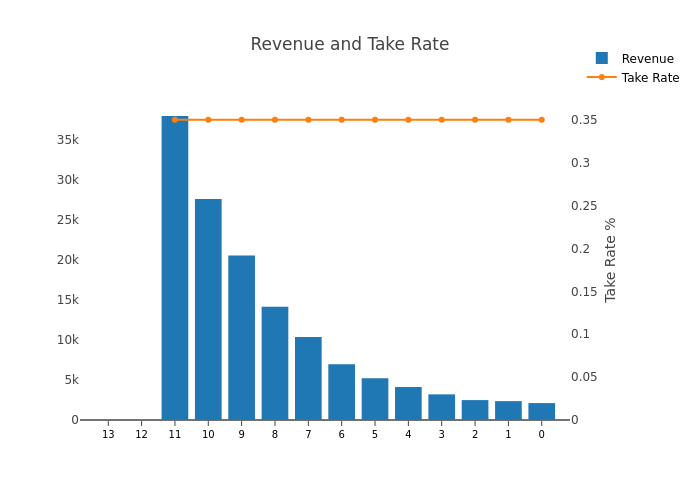 Revenue and Take Rate
Revenue
Take Rate
35k
30k
25k
20k
15k
10k
5k
0
0.35
0.3
0.25
0.2
0.15
0.1
0.05
0
Take Rate %
13 12 11 10 9 8 7 6 5 4 3 2 1 0